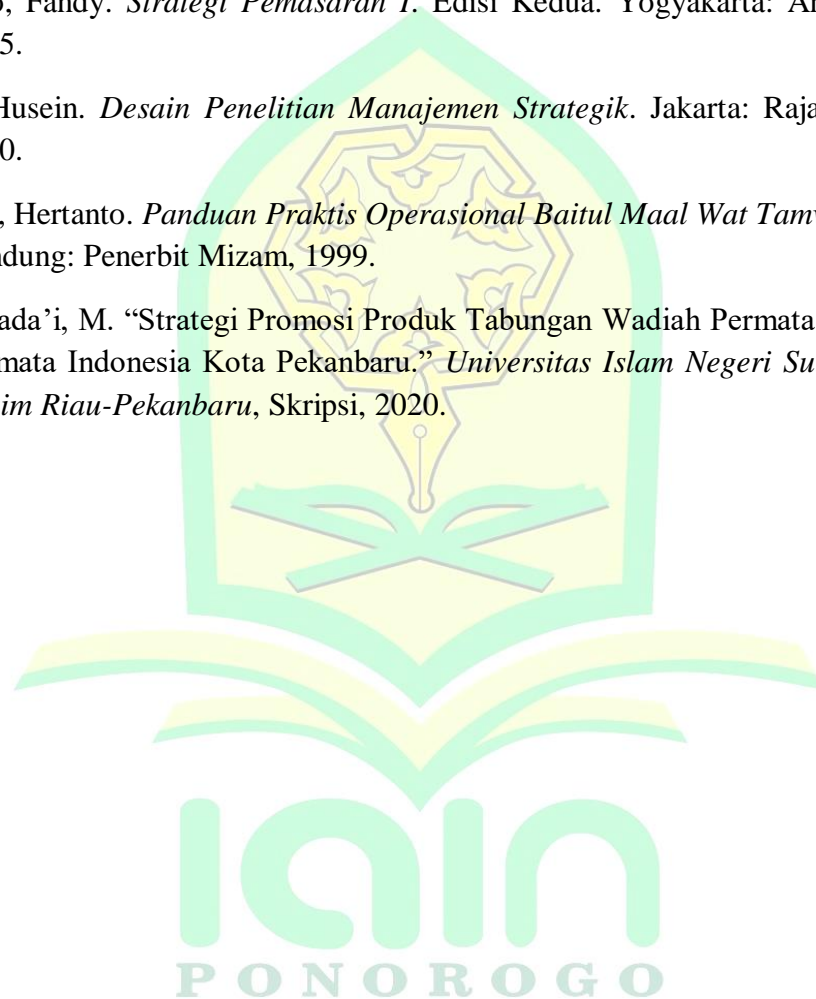 , Fandy. Strategi Pemasaran I. Edisi Kedua. Yogyakarta: 
5.
Husein. Desain Penelitian Manajemen Strategik. Jakarta: Raja
0.
, Hertanto. Panduan Praktis Operasional Baitul Maal Wat
ndung: Penerbit Mizam, 1999.
ada’i, M. “Strategi Promosi Produk Tabungan Wadiah Permata
mata Indonesia Kota Pekanbaru.” Universitas Islam Negeri Su
im Riau-Pekanbaru, Skripsi, 2020.
iain
PONOROGO